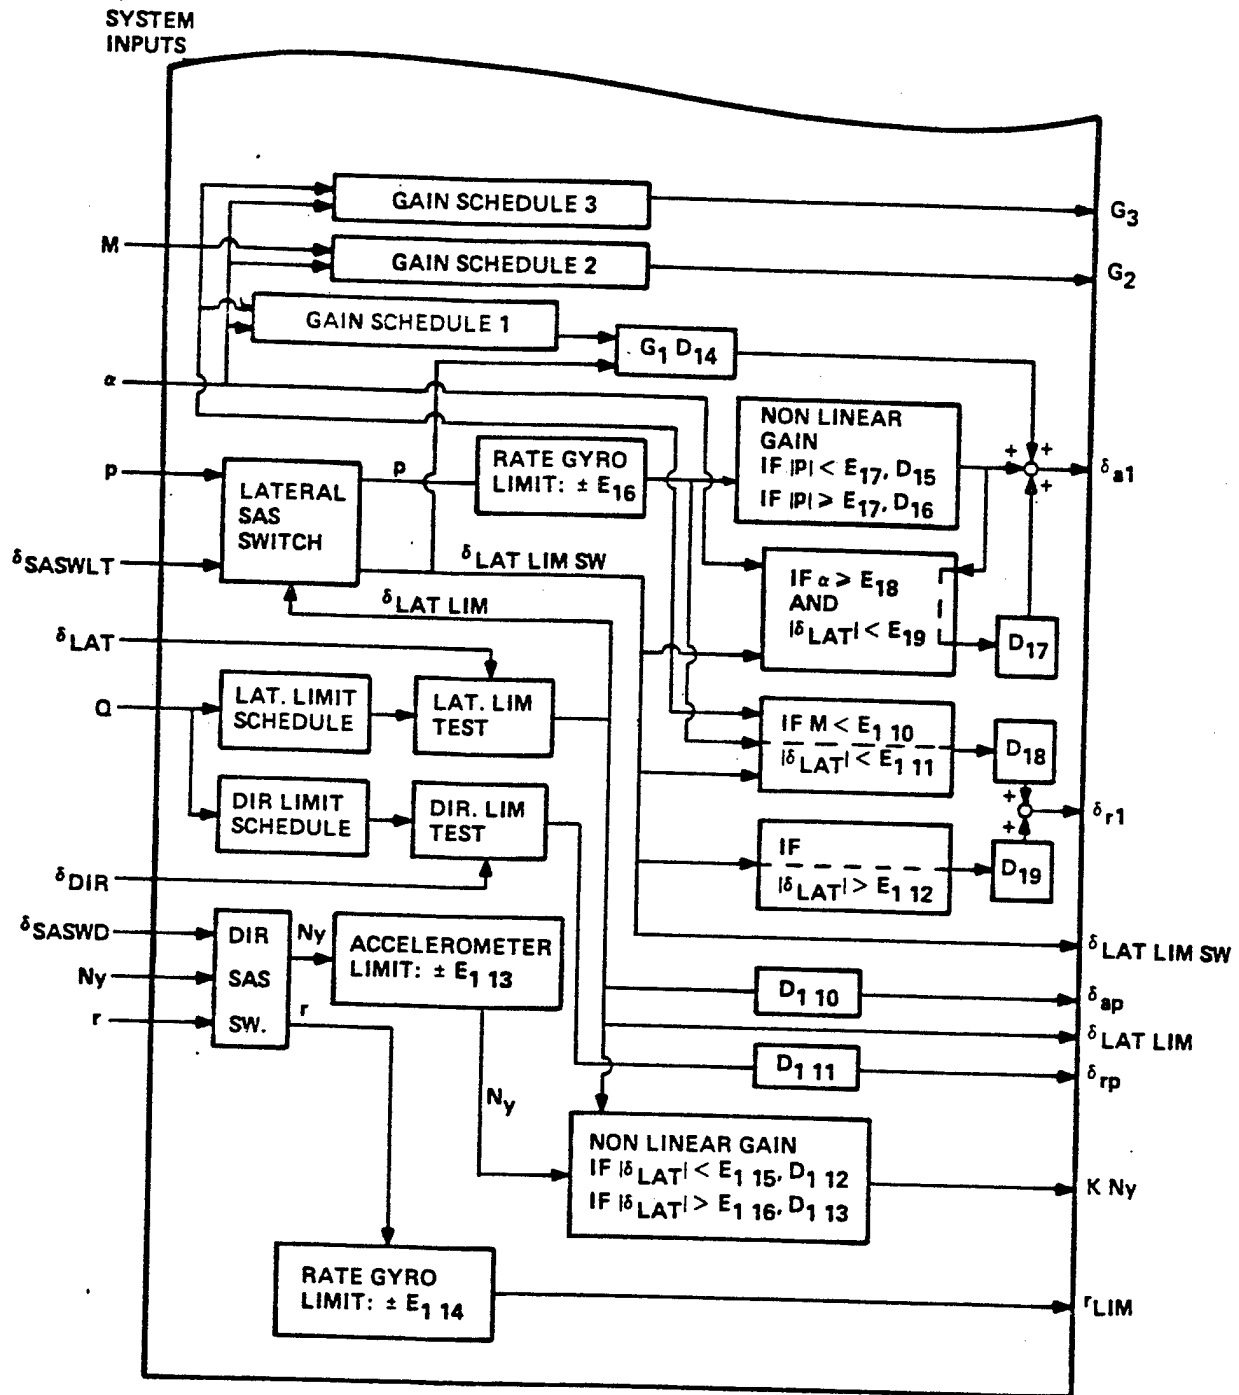 SYSTEM
INPUTS
GAIN SCHEDULE 3
G3
M
GAIN SCHEDULE 2
G2
GAIN SCHEDULE 1
G1 D14
α
NON LINEAR
GAIN
IF |P| < E17, D15
IF |P| > E17, D16
+ +
+
δa1
p
p
RATE GYRO
LIMIT: ± E16
LATERAL
SAS
SWITCH
δSASWLT
δLAT LIM SW
IF α > E18
AND
|δLAT| < E19
D17
δLAT LIM
δLAT
Q
LAT. LIMIT
SCHEDULE
LAT. LIM
TEST
IF M < E1 10
|δLAT| < E1 11
D18
DIR LIMIT
SCHEDULE
DIR. LIM
TEST
+
+
δr1
IF
|δLAT| > E1 12
D19
δDIR
δSASWD
Ny
r
DIR
SAS
SW.
Ny
r
ACCELEROMETER
LIMIT: ± E1 13
δLAT LIM SW
D1 10
δap
δLAT LIM
D1 11
δrp
Ny
NON LINEAR GAIN
IF |δLAT| < E1 15, D1 12
IF |δLAT| > E1 16, D1 13
K Ny
RATE GYRO
LIMIT: ± E1 14
rLIM